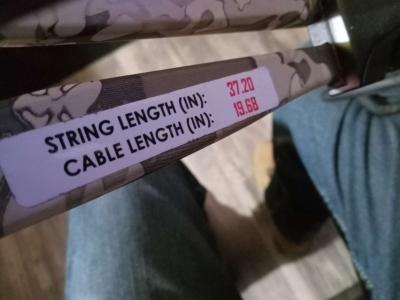 STRING LENGTH (IN): 37.20
CABLE LENGTH (IN): 19.68